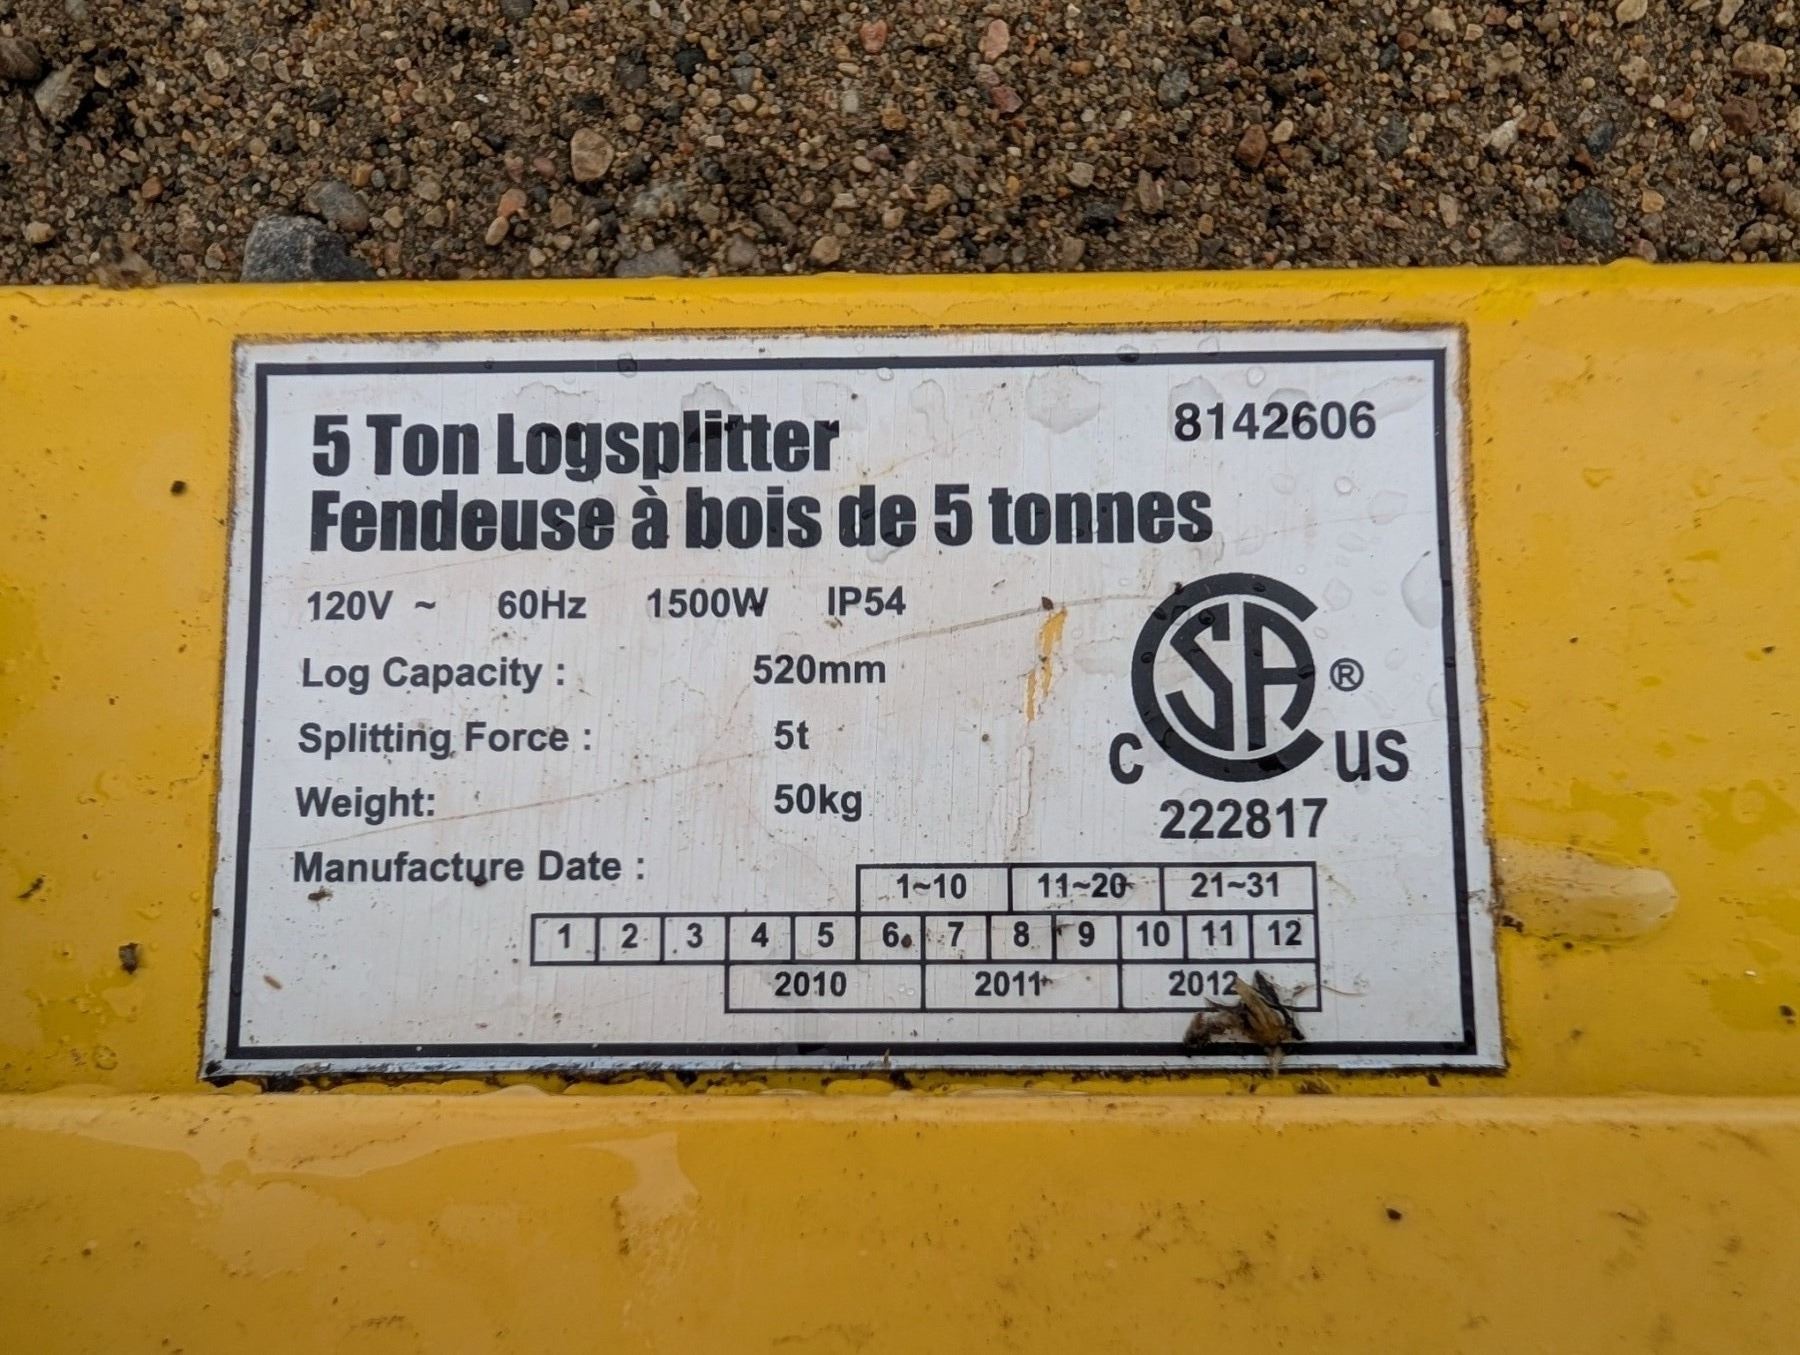 5 Ton Logsplitter
8142606
Fendeuse à bois de 5 tonnes
120V ~ 60Hz 1500W IP54
Log Capacity : 520mm
Splitting Force : 5t
Weight: 50kg
CSA ®
C US
222817
Manufacture Date :
1~10 11~20 21~31
1 2 3 4 5 6 7 8 9 10 11 12
2010 2011 2012